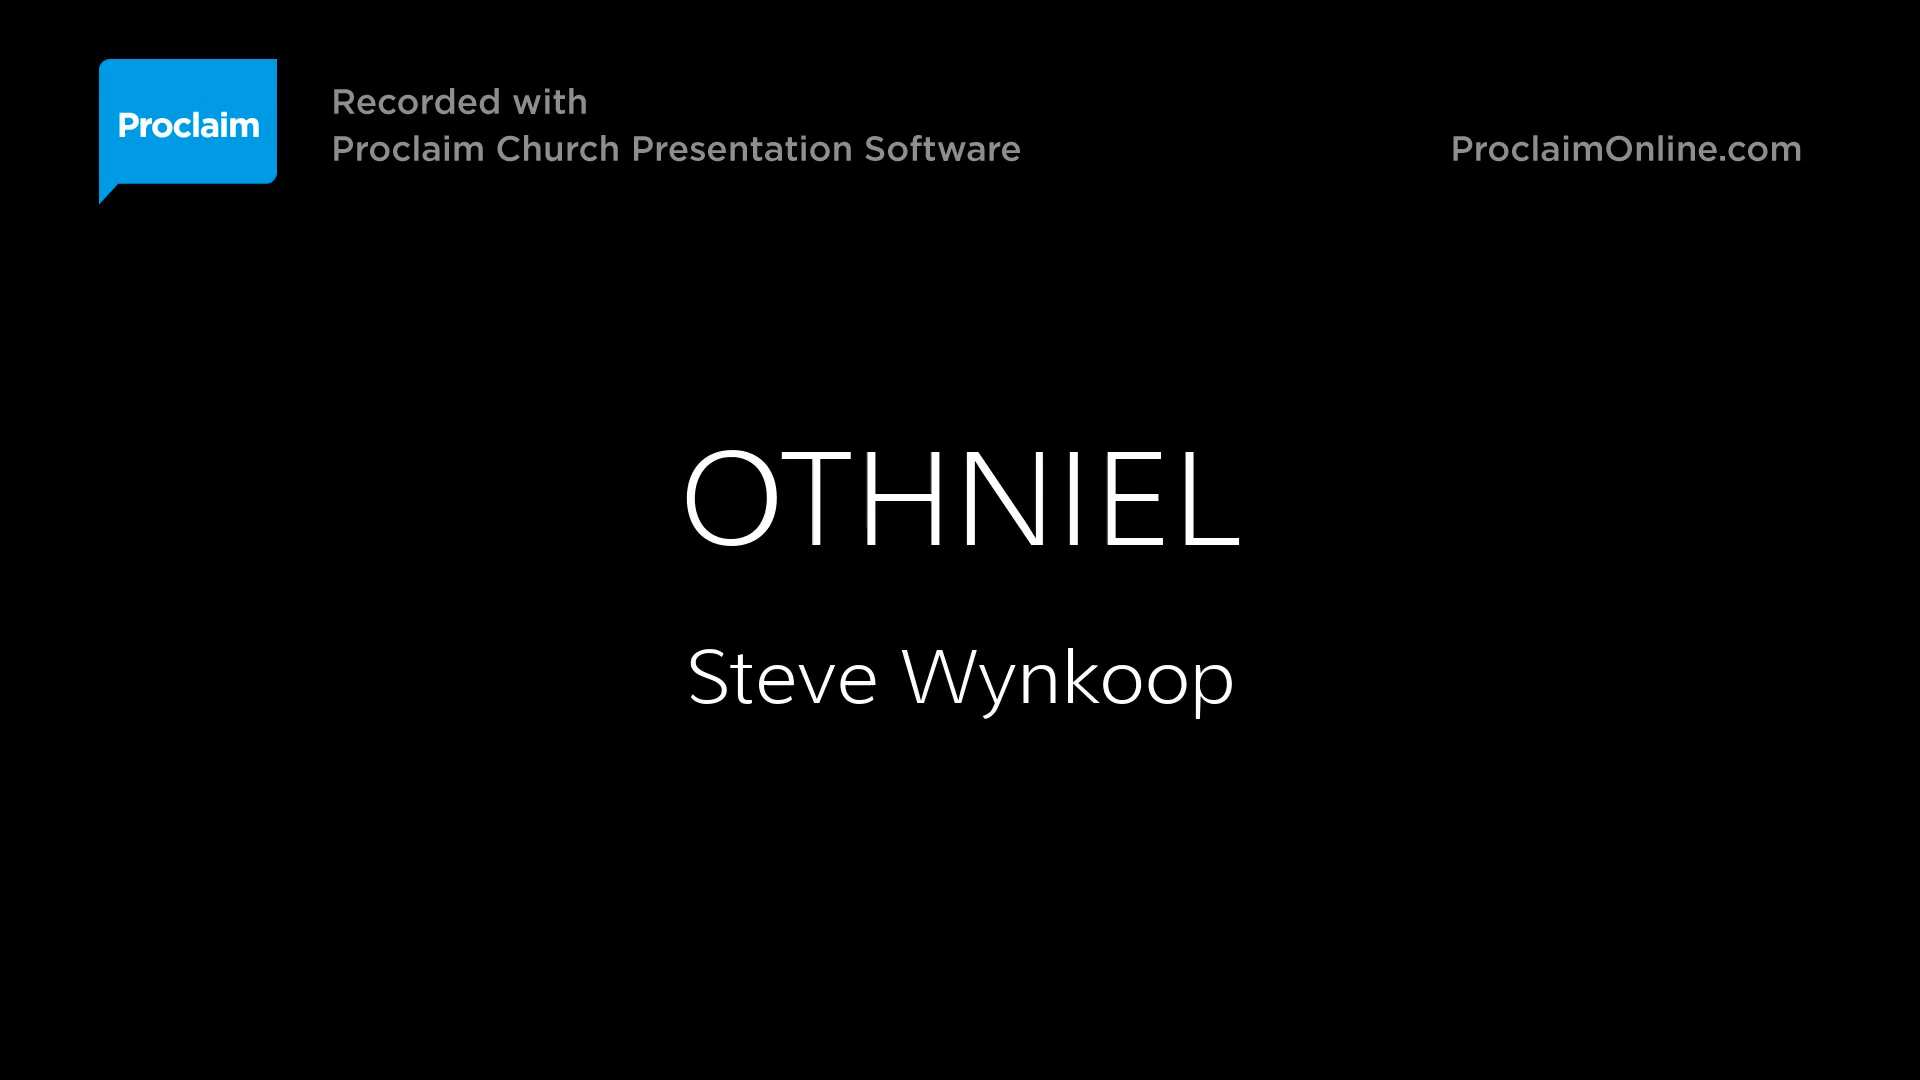 Proclaim
Recorded with
Proclaim Church Presentation Software
ProclaimOnline.com
OTHNIEL
Steve Wynkoop